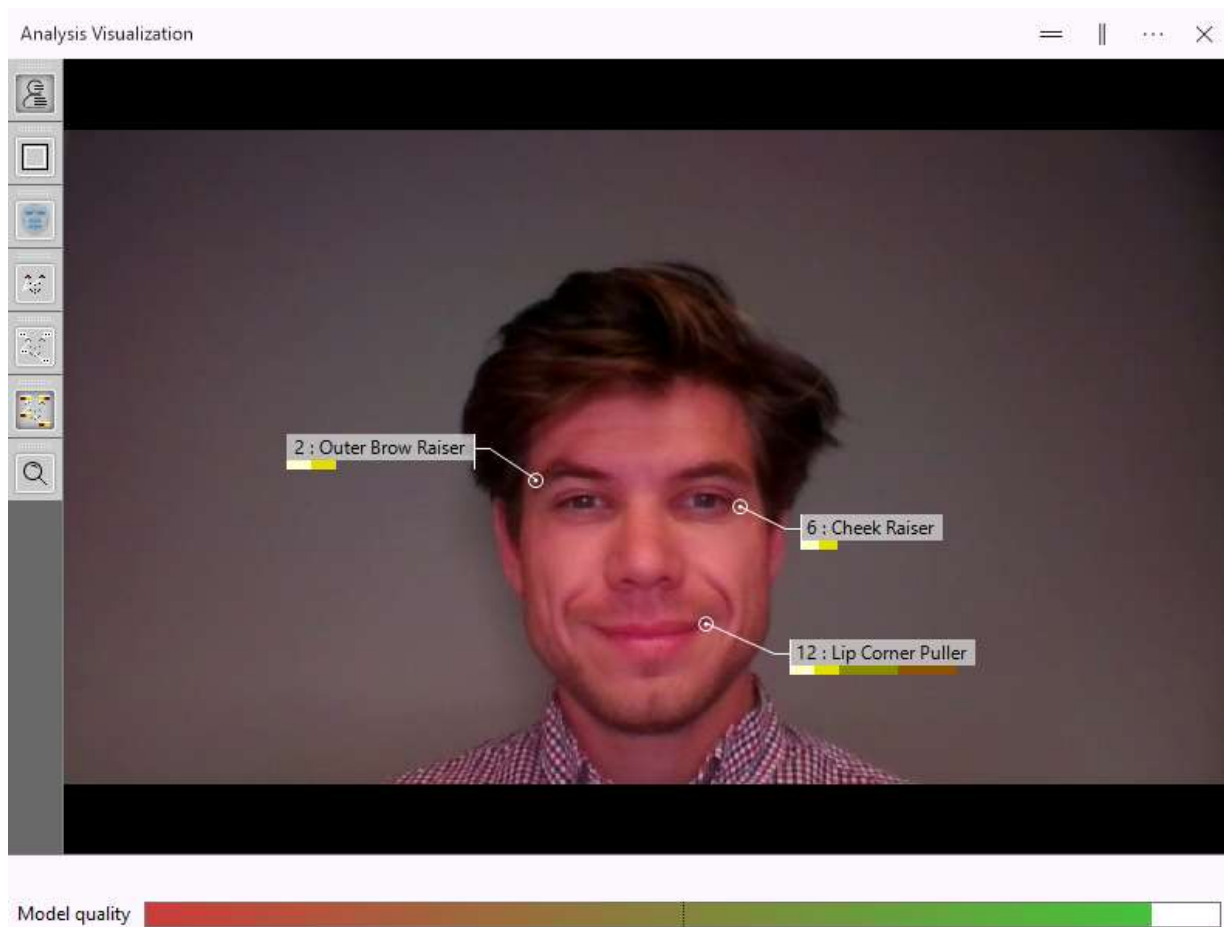 Analysis Visualization
2 : Outer Brow Raiser
6 : Cheek Raiser
12 : Lip Corner Puller
Model quality